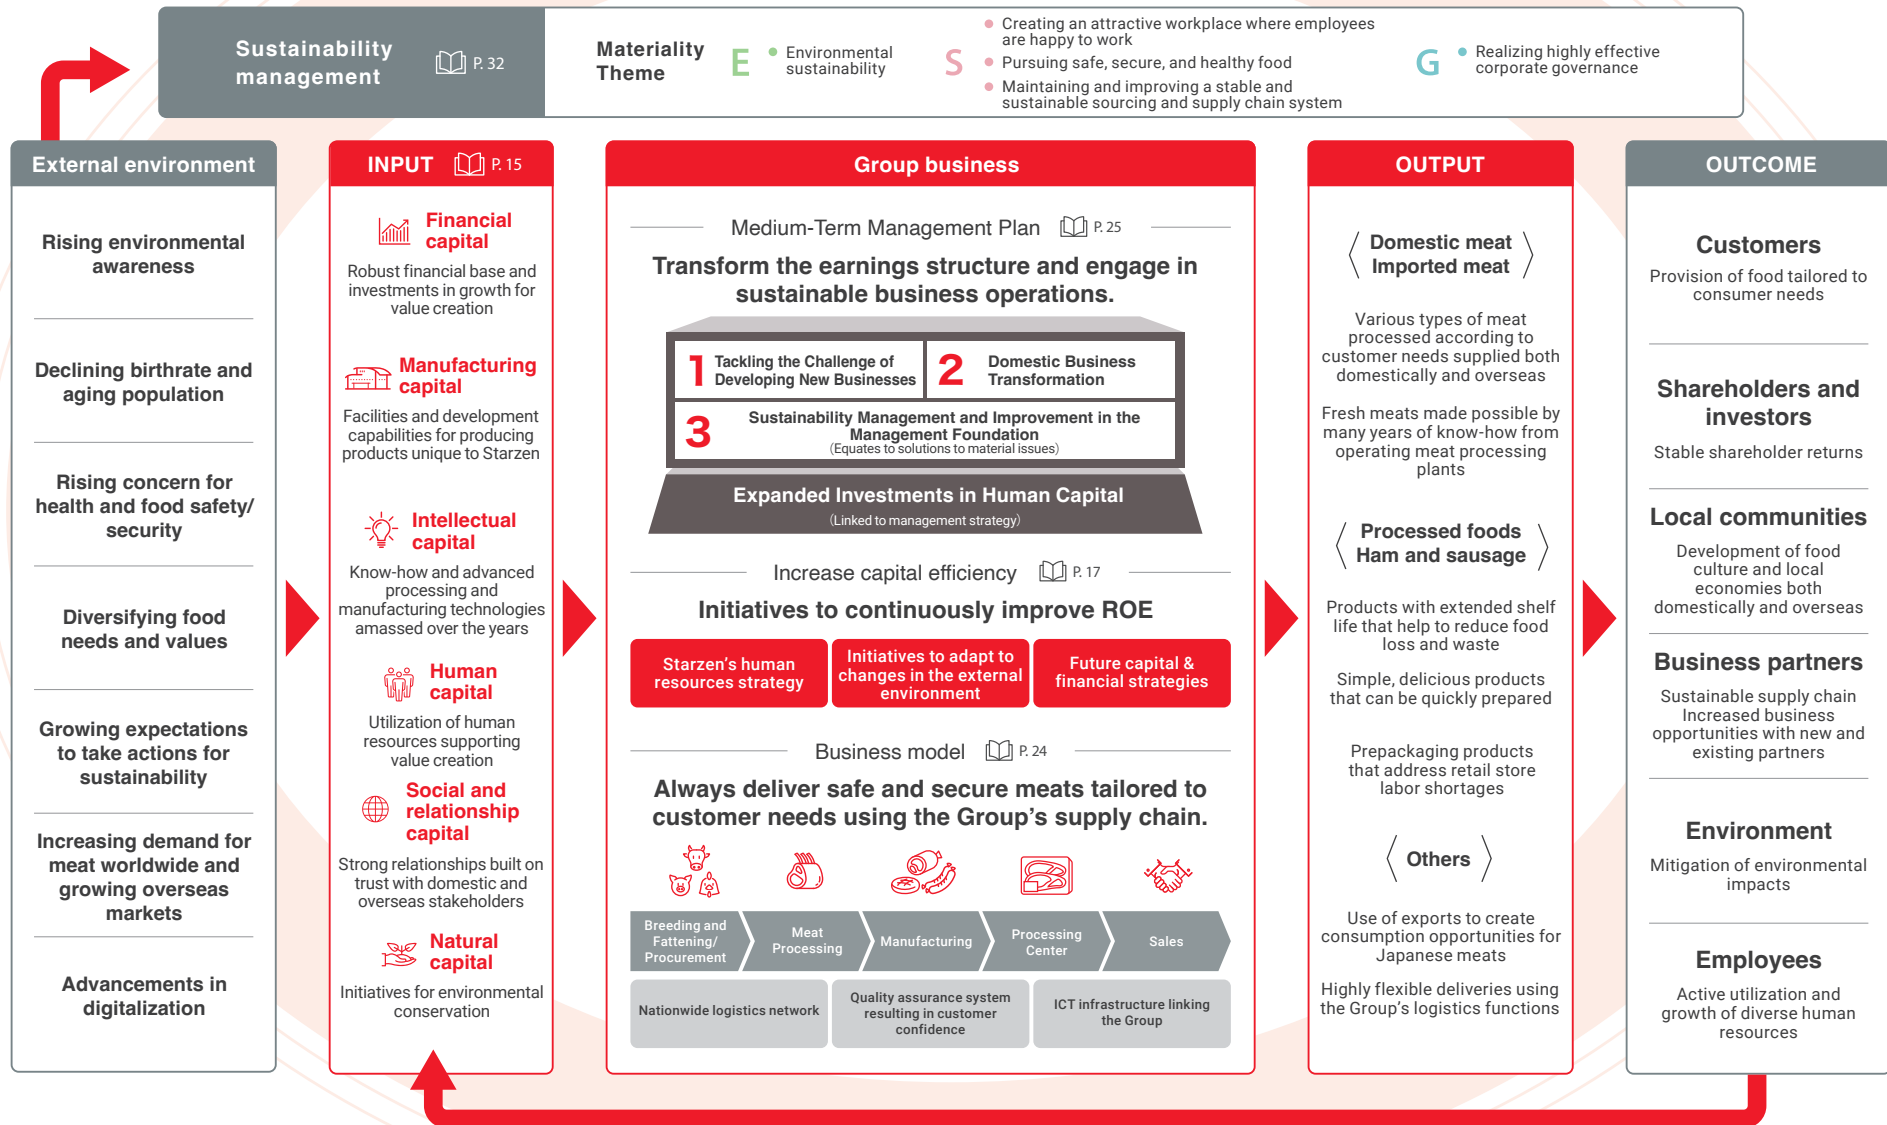 Sustainability
management
P. 32
Materiality
Theme
E
Environmental
sustainability
S
Creating an attractive workplace where employees
are happy to work
Pursuing safe, secure, and healthy food
Maintaining and improving a stable and
sustainable sourcing and supply chain system
G
Realizing highly effective
corporate governance
External environment
Rising environmental
awareness
Declining birthrate and
aging population
Rising concern for
health and food safety/
security
Diversifying food
needs and values
Growing expectations
to take actions for
sustainability
Increasing demand for
meat worldwide and
growing overseas
markets
Advancements in
digitalization
INPUT P. 15
Financial
capital
Robust financial base and
investments in growth for
value creation
Manufacturing
capital
Facilities and development
capabilities for producing
products unique to Starzen
Intellectual
capital
Know-how and advanced
processing and
manufacturing technologies
amassed over the years
Human
capital
Utilization of human
resources supporting
value creation
Social and
relationship
capital
Strong relationships built on
trust with domestic and
overseas stakeholders
Natural
capital
Initiatives for environmental
conservation
Group business
Medium-Term Management Plan P. 25
Transform the earnings structure and engage in
sustainable business operations.
1 Tackling the Challenge of
Developing New Businesses
2 Domestic Business
Transformation
3 Sustainability Management and Improvement in the
Management Foundation
(Equates to solutions to material issues)
Expanded Investments in Human Capital
(Linked to management strategy)
Increase capital efficiency P. 17
Initiatives to continuously improve ROE
Starzen's human
resources strategy
Initiatives to adapt to
changes in the external
environment
Future capital &
financial strategies
Business model P. 24
Always deliver safe and secure meats tailored to
customer needs using the Group's supply chain.
Breeding and
Fattening/
Procurement
Meat
Processing
Manufacturing
Processing
Center
Sales
Nationwide logistics network
Quality assurance system
resulting in customer
confidence
ICT infrastructure linking
the Group
OUTPUT
Domestic meat
Imported meat
Various types of meat
processed according to
customer needs supplied both
domestically and overseas
Fresh meats made possible by
many years of know-how from
operating meat processing
plants
Processed foods
Ham and sausage
Products with extended shelf
life that help to reduce food
loss and waste
Simple, delicious products
that can be quickly prepared
Prepackaging products
that address retail store
labor shortages
Others
Use of exports to create
consumption opportunities for
Japanese meats
Highly flexible deliveries using
the Group's logistics functions
OUTCOME
Customers
Provision of food tailored to
consumer needs
Shareholders and
investors
Stable shareholder returns
Local communities
Development of food
culture and local
economies both
domestically and overseas
Business partners
Sustainable supply chain
Increased business
opportunities with new and
existing partners
Environment
Mitigation of environmental
impacts
Employees
Active utilization and
growth of diverse human
resources